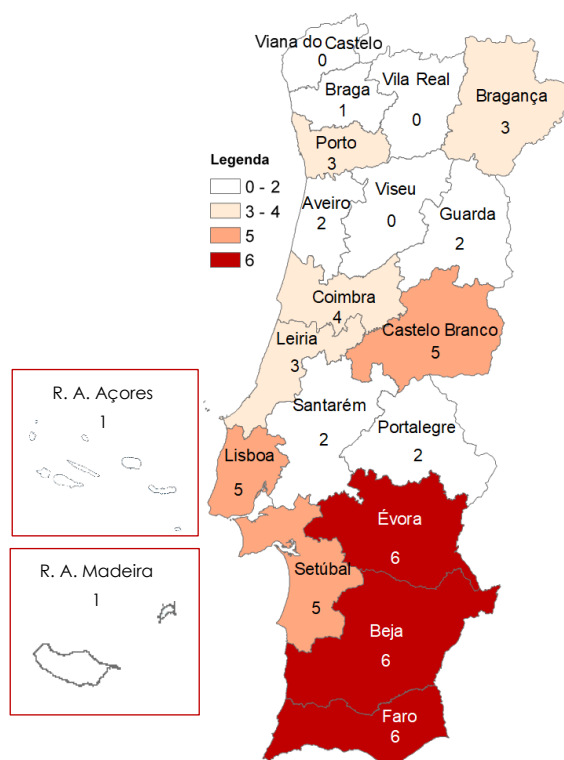 Viana do Castelo
0
Braga
1
Vila Real
0
Bragança
3
Porto
3
Legenda
0 - 2
3 - 4
5
6
Aveiro
2
Viseu
0
Guarda
2
Coimbra
4
Leiria
3
Castelo Branco
5
R. A. Açores
1
Santarém
2
Portalegre
2
Lisboa
5
Évora
6
R. A. Madeira
1
Setúbal
5
Beja
6
Faro
6